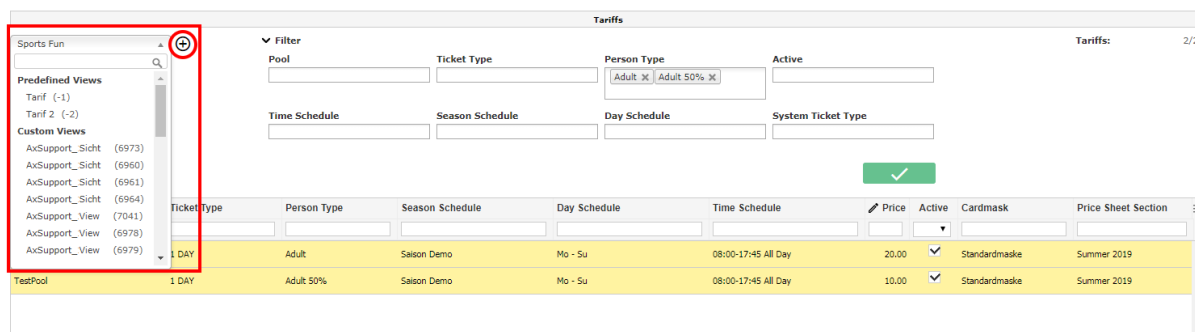 Tariffs
Sports Fun
Filter
Tariffs: 2/2
Pool Ticket Type Person Type Active
Adult Adult 50%
Predefined Views
Tarif (-1)
Tarif 2 (-2)
Custom Views
Time Schedule Season Schedule Day Schedule System Ticket Type
AxSupport_Sicht (6973)
AxSupport_Sicht (6960)
AxSupport_Sicht (6961)
AxSupport_Sicht (6964)
AxSupport_View (7041)
AxSupport_View (6978)
AxSupport_View (6979)
Ticket Type Person Type Season Schedule Day Schedule Time Schedule Price Active Cardmask Price Sheet Section
1 DAY Adult Saison Demo Mo - Su 08:00-17:45 All Day 20.00 Standardmaske Summer 2019
TestPool 1 DAY Adult 50% Saison Demo Mo - Su 08:00-17:45 All Day 10.00 Standardmaske Summer 2019